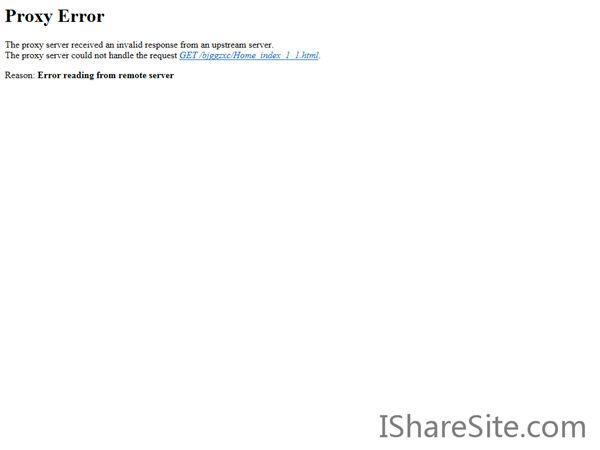 Proxy Error
The proxy server received an invalid response from an upstream server.
The proxy server could not handle the request GET /bjggzxc/Home_index_1_1.html.
Reason: Error reading from remote server
IShareSite.com